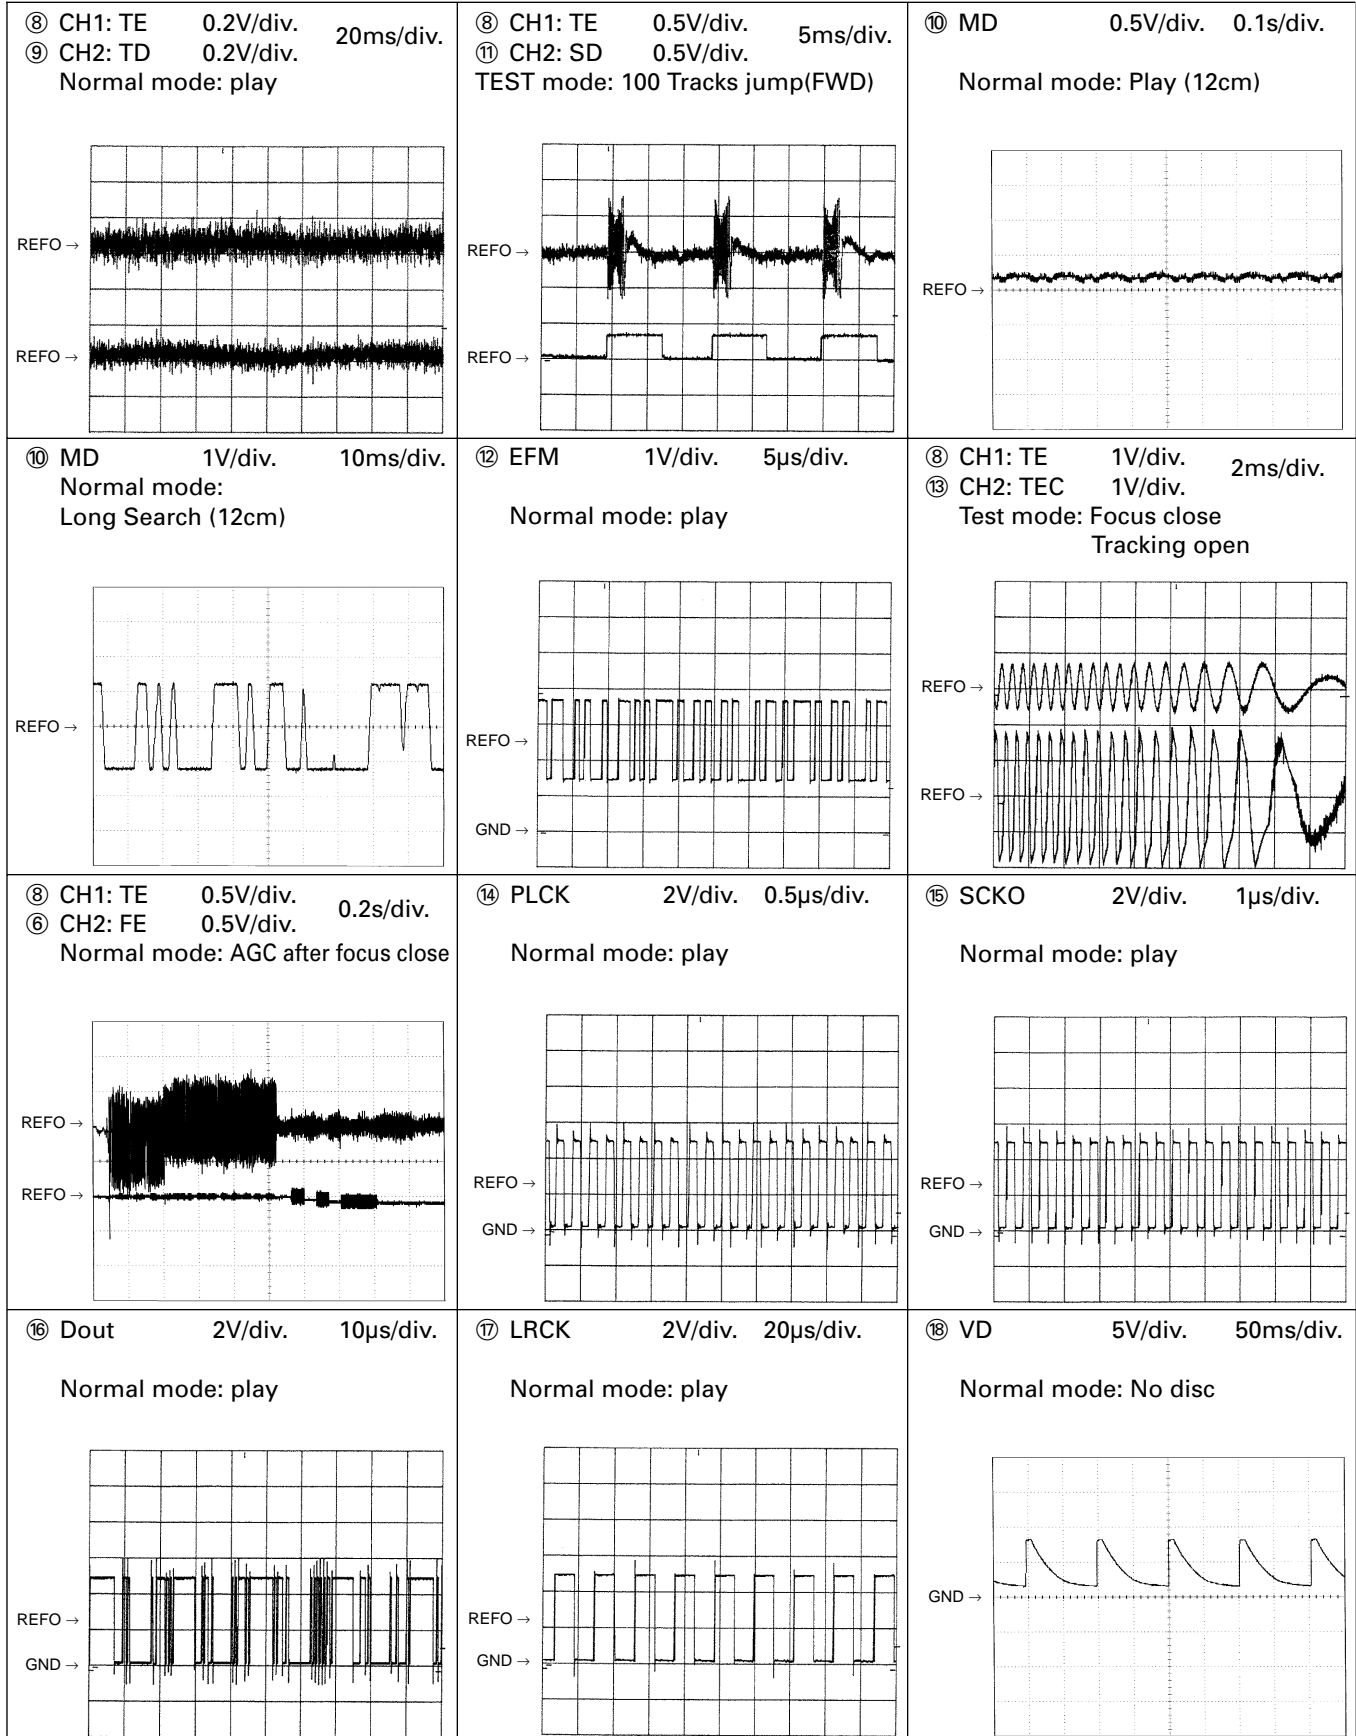 ⑧ CH1: TE 0.2V/div. 20ms/div.
⑨ CH2: TD 0.2V/div.
Normal mode: play
REFO →
REFO →
⑧ CH1: TE 0.5V/div. 5ms/div.
⑪ CH2: SD 0.5V/div.
TEST mode: 100 Tracks jump(FWD)
REFO →
REFO →
⑩ MD 0.5V/div. 0.1s/div.
Normal mode: Play (12cm)
REFO →
⑩ MD 1V/div. 10ms/div.
Normal mode:
Long Search (12cm)
REFO →
⑫ EFM 1V/div. 5µs/div.
Normal mode: play
REFO →
GND →
⑧ CH1: TE 1V/div. 2ms/div.
⑬ CH2: TEC 1V/div.
Test mode: Focus close
Tracking open
REFO →
REFO →
⑧ CH1: TE 0.5V/div. 0.2s/div.
⑥ CH2: FE 0.5V/div.
Normal mode: AGC after focus close
REFO →
REFO →
⑭ PLCK 2V/div. 0.5µs/div.
Normal mode: play
REFO →
GND →
⑮ SCKO 2V/div. 1µs/div.
Normal mode: play
REFO →
GND →
⑯ Dout 2V/div. 10µs/div.
Normal mode: play
REFO →
GND →
⑰ LRCK 2V/div. 20µs/div.
Normal mode: play
REFO →
GND →
⑱ VD 5V/div. 50ms/div.
Normal mode: No disc
GND →